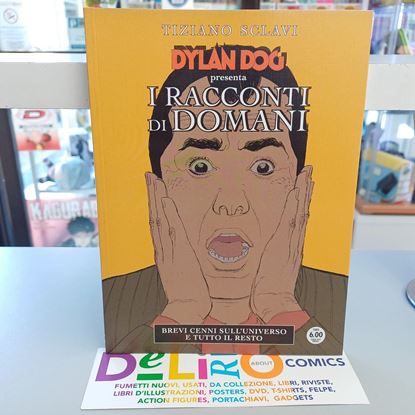 TIZIANO SCLAVI
DYLAN DOG
presenta
I RACCONTI
DI DOMANI
BREVI CENNI SULL'UNIVERSO
E TUTTO IL RESTO
6.00
KAGURAB
DELIRO
ABOUT
COMICS
FUMETTI NUOVI, USATI, DA COLLEZIONE, LIBRI, RIVISTE,
LIBRI D'ILLUSTRAZIONI, POSTERS, DVD, T-SHIRTS, FELPE,
ACTION FIGURES, PORTACHIAVI, GADGETS